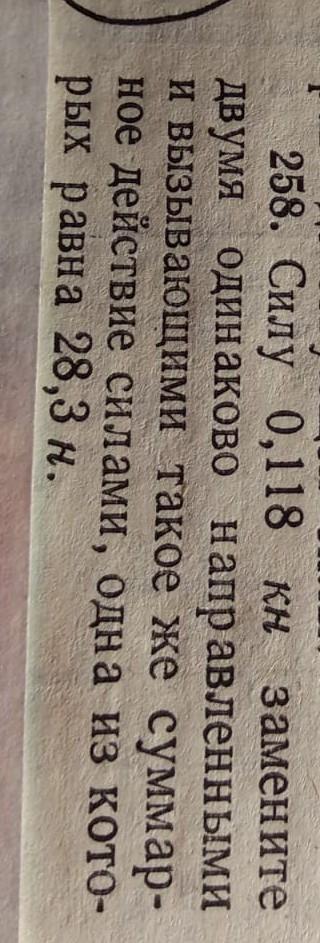 258. Силу 0,118 кн замените
двумя одинаково направленными
и вызывающими такое же суммар-
ное действие силами, одна из кото-
рых равна 28,3 н.